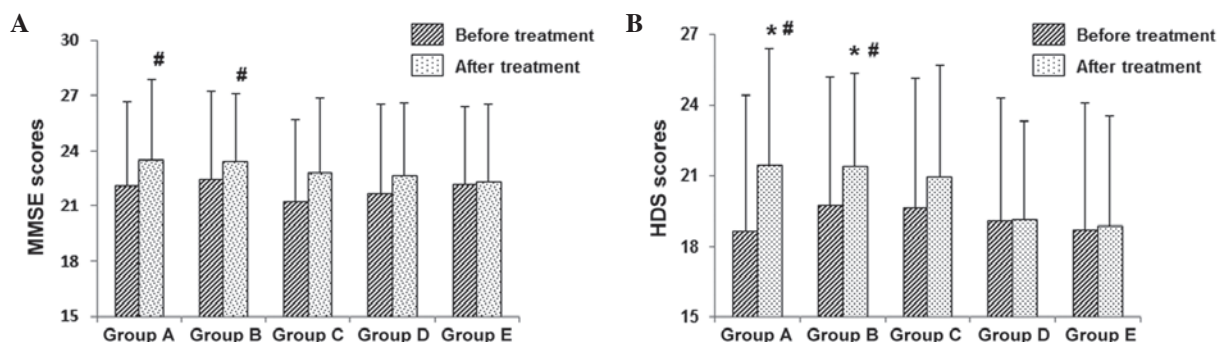 A
MMSE scores
30
27
24
21
18
15
Before treatment
After treatment
#
#
Group A Group B Group C Group D Group E
B
HDS scores
27
24
21
18
15
Before treatment
After treatment
* #
* #
Group A Group B Group C Group D Group E